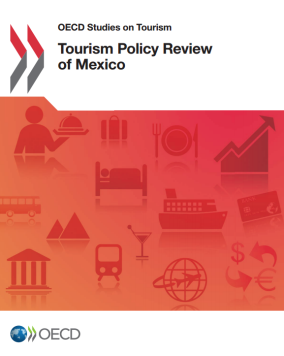 OECD Studies on Tourism
Tourism Policy Review
of Mexico
OECD